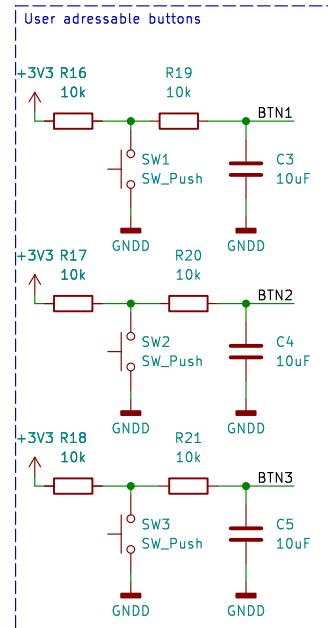 User adressable buttons
+3V3 R16 R19
10k 10k
BTN1
SW1 C3
SW_Push 10uF
GNDD GNDD
+3V3 R17 R20
10k 10k
BTN2
SW2 C4
SW_Push 10uF
GNDD GNDD
+3V3 R18 R21
10k 10k
BTN3
SW3 C5
SW_Push 10uF
GNDD GNDD